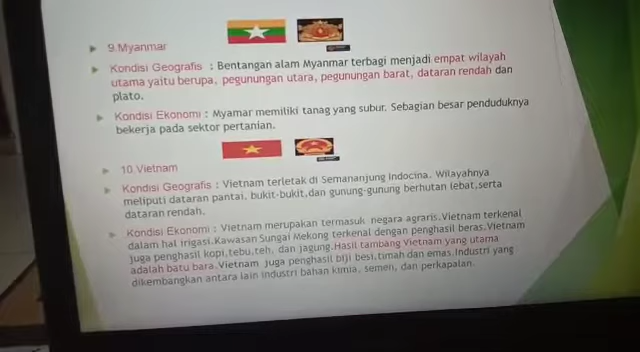 9.Myanmar
Kondisi Geografis : Bentangan alam Myanmar terbagi menjadi empat wilayah
utama yaitu berupa, pegunungan utara, pegunungan barat, dataran rendah dan
plato.
Kondisi Ekonomi : Myamar memiliki tanag yang subur. Sebagian besar penduduknya
bekerja pada sektor pertanian.
10.Vietnam
Kondisi Geografis : Vietnam terletak di Semananjung Indocina. Wilayahnya
meliputi dataran pantai, bukit-bukit,dan gunung-gunung berhutan lebat,serta
dataran rendah.
Kondisi Ekonomi : Vietnam merupakan termasuk negara agraris.Vietnam terkenal
dalam hal irigasi.Kawasan Sungai Mekong terkenal dengan penghasil beras.Vietnam
juga penghasil kopi,tebu,teh, dan jagung.Hasil tambang Vietnam yang utama
adalah batu bara.Vietnam juga penghasil biji besi,timah dan emas.Industri yang
dikembangkan antara lain industri bahan kimia, semen, dan perkapalan.